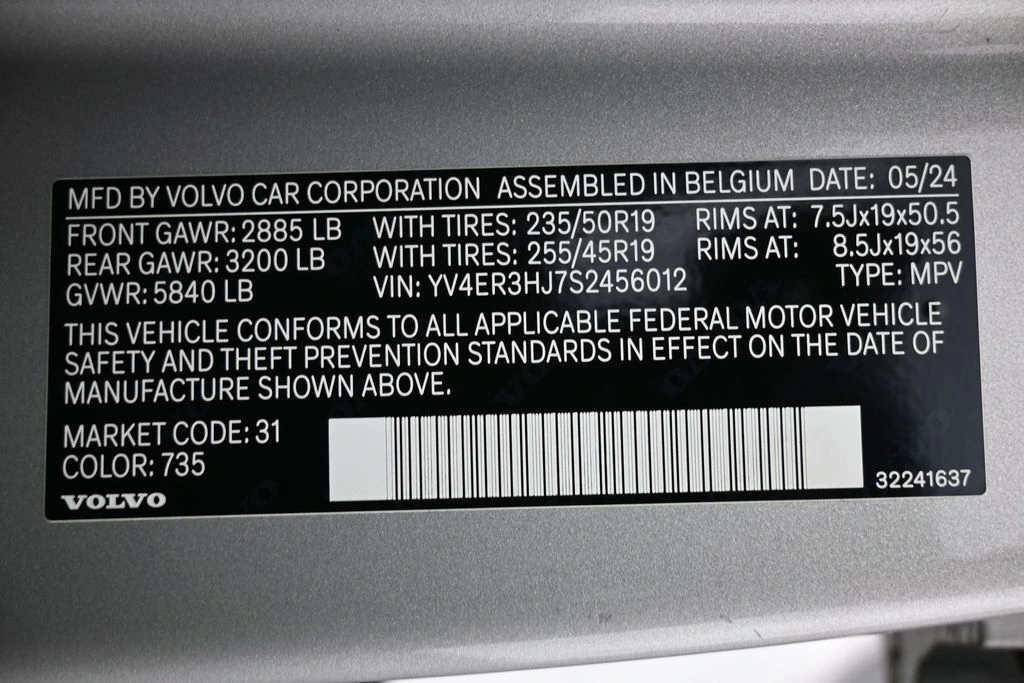 MFD BY VOLVO CAR CORPORATION ASSEMBLED IN BELGIUM DATE: 05/24
FRONT GAWR: 2885 LB WITH TIRES: 235/50R19 RIMS AT: 7.5Jx19x50.5
REAR GAWR: 3200 LB WITH TIRES: 255/45R19 RIMS AT: 8.5Jx19x56
GVWR: 5840 LB VIN: YV4ER3HJ7S2456012 TYPE: MPV
THIS VEHICLE CONFORMS TO ALL APPLICABLE FEDERAL MOTOR VEHICLE
SAFETY AND THEFT PREVENTION STANDARDS IN EFFECT ON THE DATE OF
MANUFACTURE SHOWN ABOVE.
MARKET CODE: 31
COLOR: 735
VOLVO
32241637